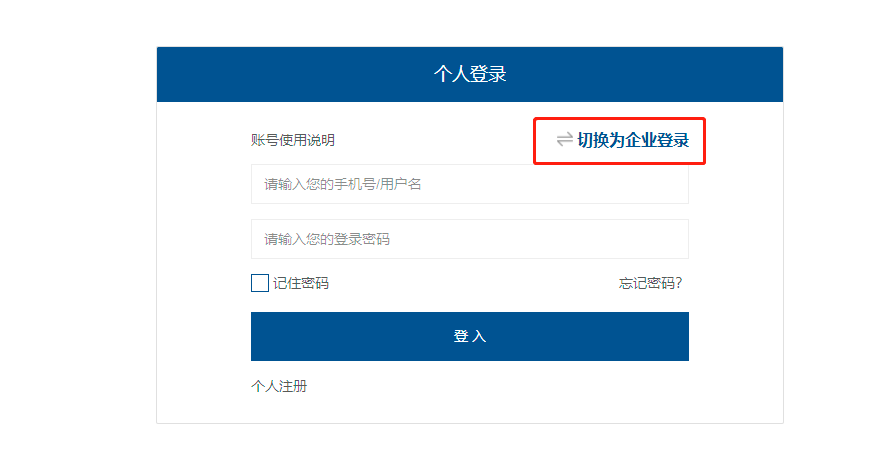 个人登录
账号使用说明 切换为企业登录
请输入您的手机号/用户名
请输入您的登录密码
记住密码 忘记密码?
登 入
个人注册